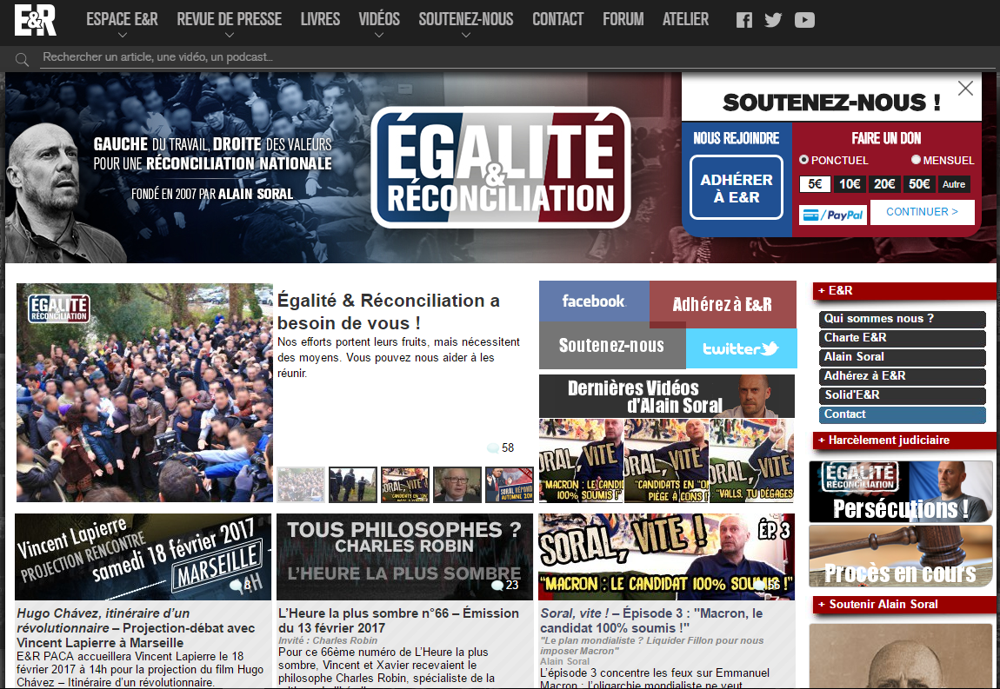 E&R
ESPACE E&R
REVUE DE PRESSE
LIVRES
VIDÉOS
SOUTENEZ-NOUS
CONTACT
FORUM
ATELIER
Rechercher un article, une vidéo, un podcast...
GAUCHE DU TRAVAIL, DROITE DES VALEURS
POUR UNE RÉCONCILIATION NATIONALE
FONDÉ EN 2007 PAR ALAIN SORAL
ÉGALITÉ
&
RÉCONCILIATION
SOUTENEZ-NOUS !
NOUS REJOINDRE
ADHÉRER
À E&R
FAIRE UN DON
PONCTUEL
MENSUEL
5€
10€
20€
50€
Autre
/ PayPal
CONTINUER >
ÉGALITÉ
&
RÉCONCILIATION
Égalité & Réconciliation a
besoin de vous !
Nos efforts portent leurs fruits, mais nécessitent
des moyens. Vous pouvez nous aider à les
réunir.
58
facebook
Adhérez à E&R
Soutenez-nous
twitter
Dernières Vidéos
d'Alain Soral
ORAL, VITE
"MACRON : LE CANDI
100% SOUMIS !"
ORAL, VITE
"CANDIDATS EN "ON
PIÈGE À CONS !
ORAL, VITE
"VALLS, TU DÉGAGES
+ E&R
Qui sommes nous ?
Charte E&R
Alain Soral
Adhérez à E&R
Solid'E&R
Contact
+ Harcèlement judiciaire
ÉGALITÉ
&
RÉCONCILIATION
Persécutions !
Procès en cours
+ Soutenir Alain Soral
Vincent Lapierre
PROJECTION RENCONTRE
samedi 18 février 2017
MARSEILLE
8
Hugo Chávez, itinéraire d'un
révolutionnaire – Projection-débat avec
Vincent Lapierre à Marseille
E&R PACA accueillera Vincent Lapierre le 18
février 2017 à 14h pour la projection du film Hugo
Chávez – Itinéraire d'un révolutionnaire.
TOUS PHILOSOPHES ?
CHARLES ROBIN
L'HEURE LA PLUS SOMBRE
23
L'Heure la plus sombre n°66 – Émission
du 13 février 2017
Invité : Charles Robin
Pour ce 66ème numéro de L'Heure la plus
sombre, Vincent et Xavier recevaient le
philosophe Charles Robin, spécialiste de la
SORAL, VITE !
ÉP. 3
"MACRON : LE CANDIDAT 100% SOUMIS !"
Soral, vite ! – Épisode 3 : "Macron, le
candidat 100% soumis !"
"Le plan mondialiste ? Liquider Fillon pour nous
imposer Macron"
Alain Soral
L'épisode 3 concentre les feux sur Emmanuel
Macron : l'oligarchie mondialiste ne veut